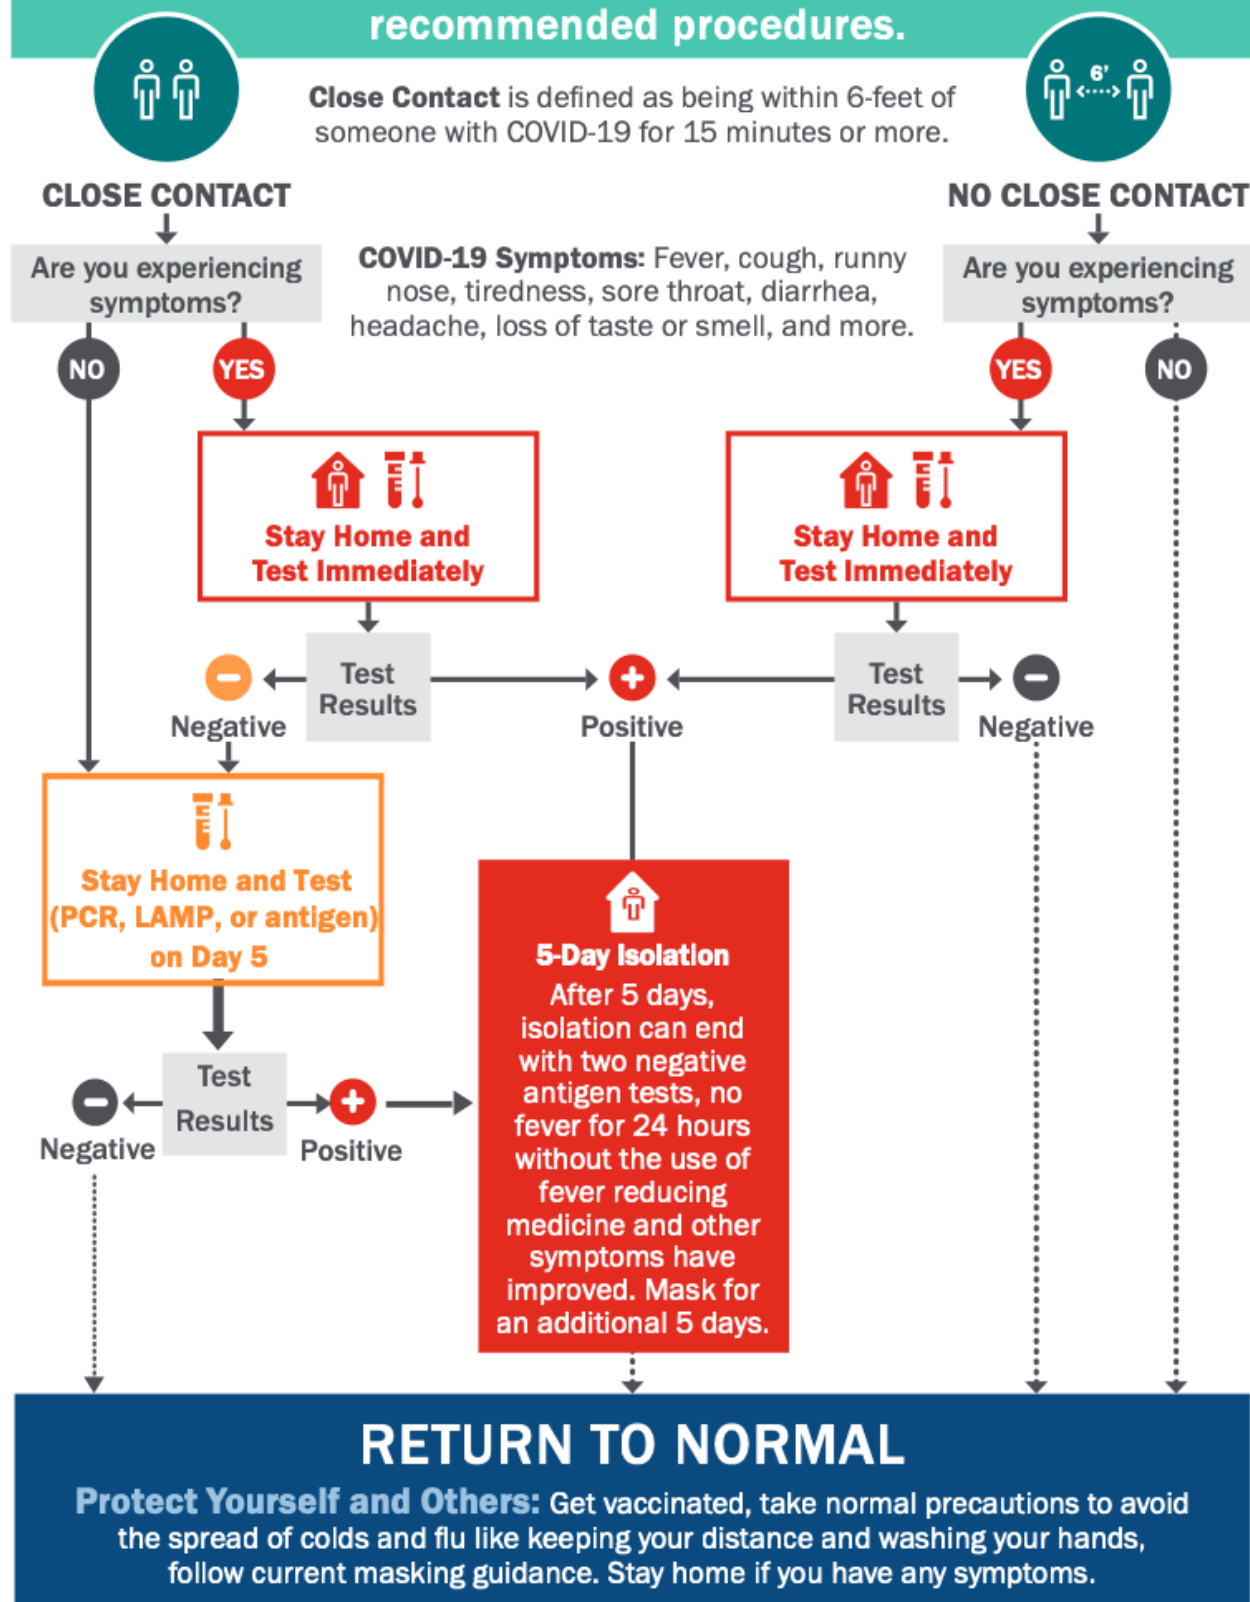 recommended procedures.
6'
Close Contact is defined as being within 6-feet of
someone with COVID-19 for 15 minutes or more.
CLOSE CONTACT
NO CLOSE CONTACT
Are you experiencing
symptoms?
COVID-19 Symptoms: Fever, cough, runny
nose, tiredness, sore throat, diarrhea,
headache, loss of taste or smell, and more.
Are you experiencing
symptoms?
NO
YES
YES
NO
Stay Home and
Test Immediately
Stay Home and
Test Immediately
Test
Results
Negative
Positive
Test
Results
Negative
Stay Home and Test
(PCR, LAMP, or antigen)
on Day 5
Test
Results
Negative
Positive
5-Day Isolation
After 5 days,
isolation can end
with two negative
antigen tests, no
fever for 24 hours
without the use of
fever reducing
medicine and other
symptoms have
improved. Mask for
an additional 5 days.
RETURN TO NORMAL
Protect Yourself and Others: Get vaccinated, take normal precautions to avoid
the spread of colds and flu like keeping your distance and washing your hands,
follow current masking guidance. Stay home if you have any symptoms.